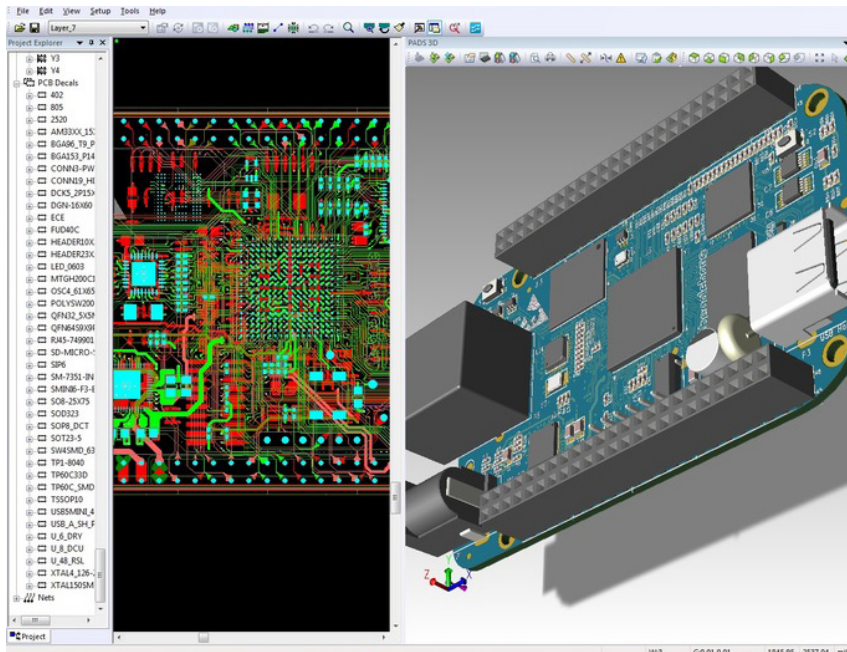 File Edit View Setup Tools Help
Layer_7
Project Explorer
PADS 3D
Y3
Y4
PCB Decals
402
805
2520
AM33XX_15
BGA96_T9_P
BGA153_P14
CONN3-PW
CONN19_HI
DCK5_2P15X
DGN-16X60
ECE
FUD40C
HEADER10X
HEADER23X
LED_0603
MTGH200C1
OSC4_61X65
POLYSW200
QFN32_5X5
QFN64S9X9
RJ45-749901
SD-MICRO-
SIP6
SM-7351-IN
SMINI6-F3-E
SO8-25X75
SOD323
SOP8_DCT
SOT23-5
SW4SMD_63
TP1-8040
TP60C33D
TP60C_SMD
TSSOP10
USB5MINI_4
USB_A_SH_F
U_6_DRY
U_8_DCU
U_48_RSL
XTAL4_126-
XTAL150SM
Nets
Project
Z Y X